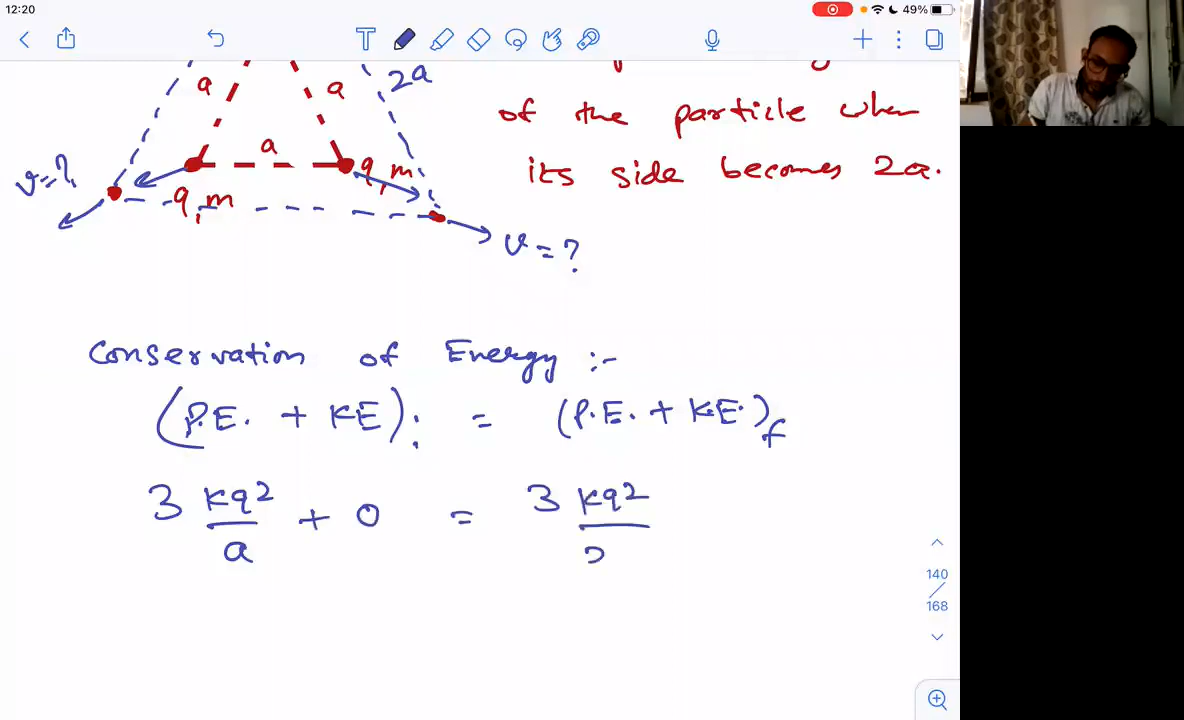 12:20
49%
T
a
a
2a
of the particle when
a
its side becomes 2a.
v=?
q, m
q, m
v = ?
Conservation of Energy :-
(P.E. + KE)i = (P.E. + K.E.)f
3 kq²/a + 0 = 3 kq²/2
140
168